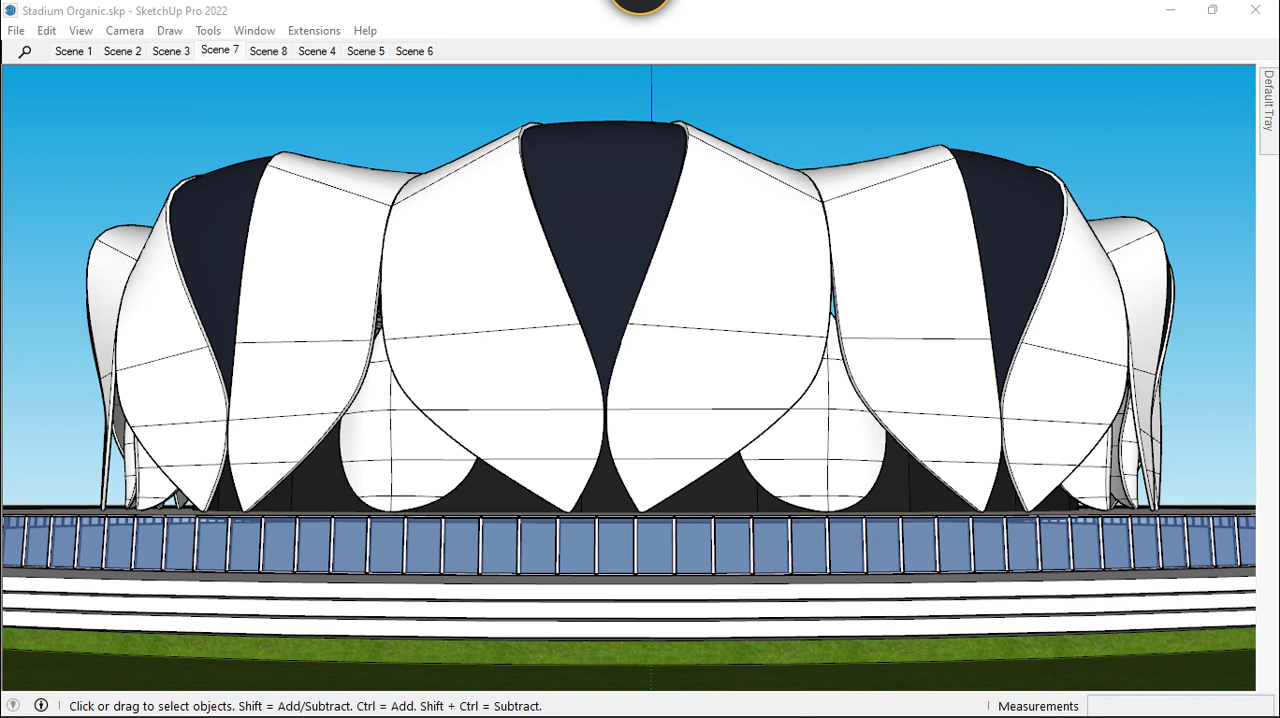 Stadium Organic.skp - SketchUp Pro 2022
File Edit View Camera Draw Tools Window Extensions Help
Scene 1 Scene 2 Scene 3 Scene 7 Scene 8 Scene 4 Scene 5 Scene 6
Default Tray
Click or drag to select objects. Shift = Add/Subtract. Ctrl = Add. Shift + Ctrl = Subtract.
Measurements